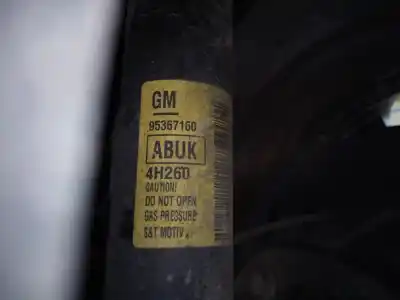 GM
95367160
ABUK
4H260
CAUTION!
DO NOT OPEN
GAS PRESSURE
S&T MOTIV